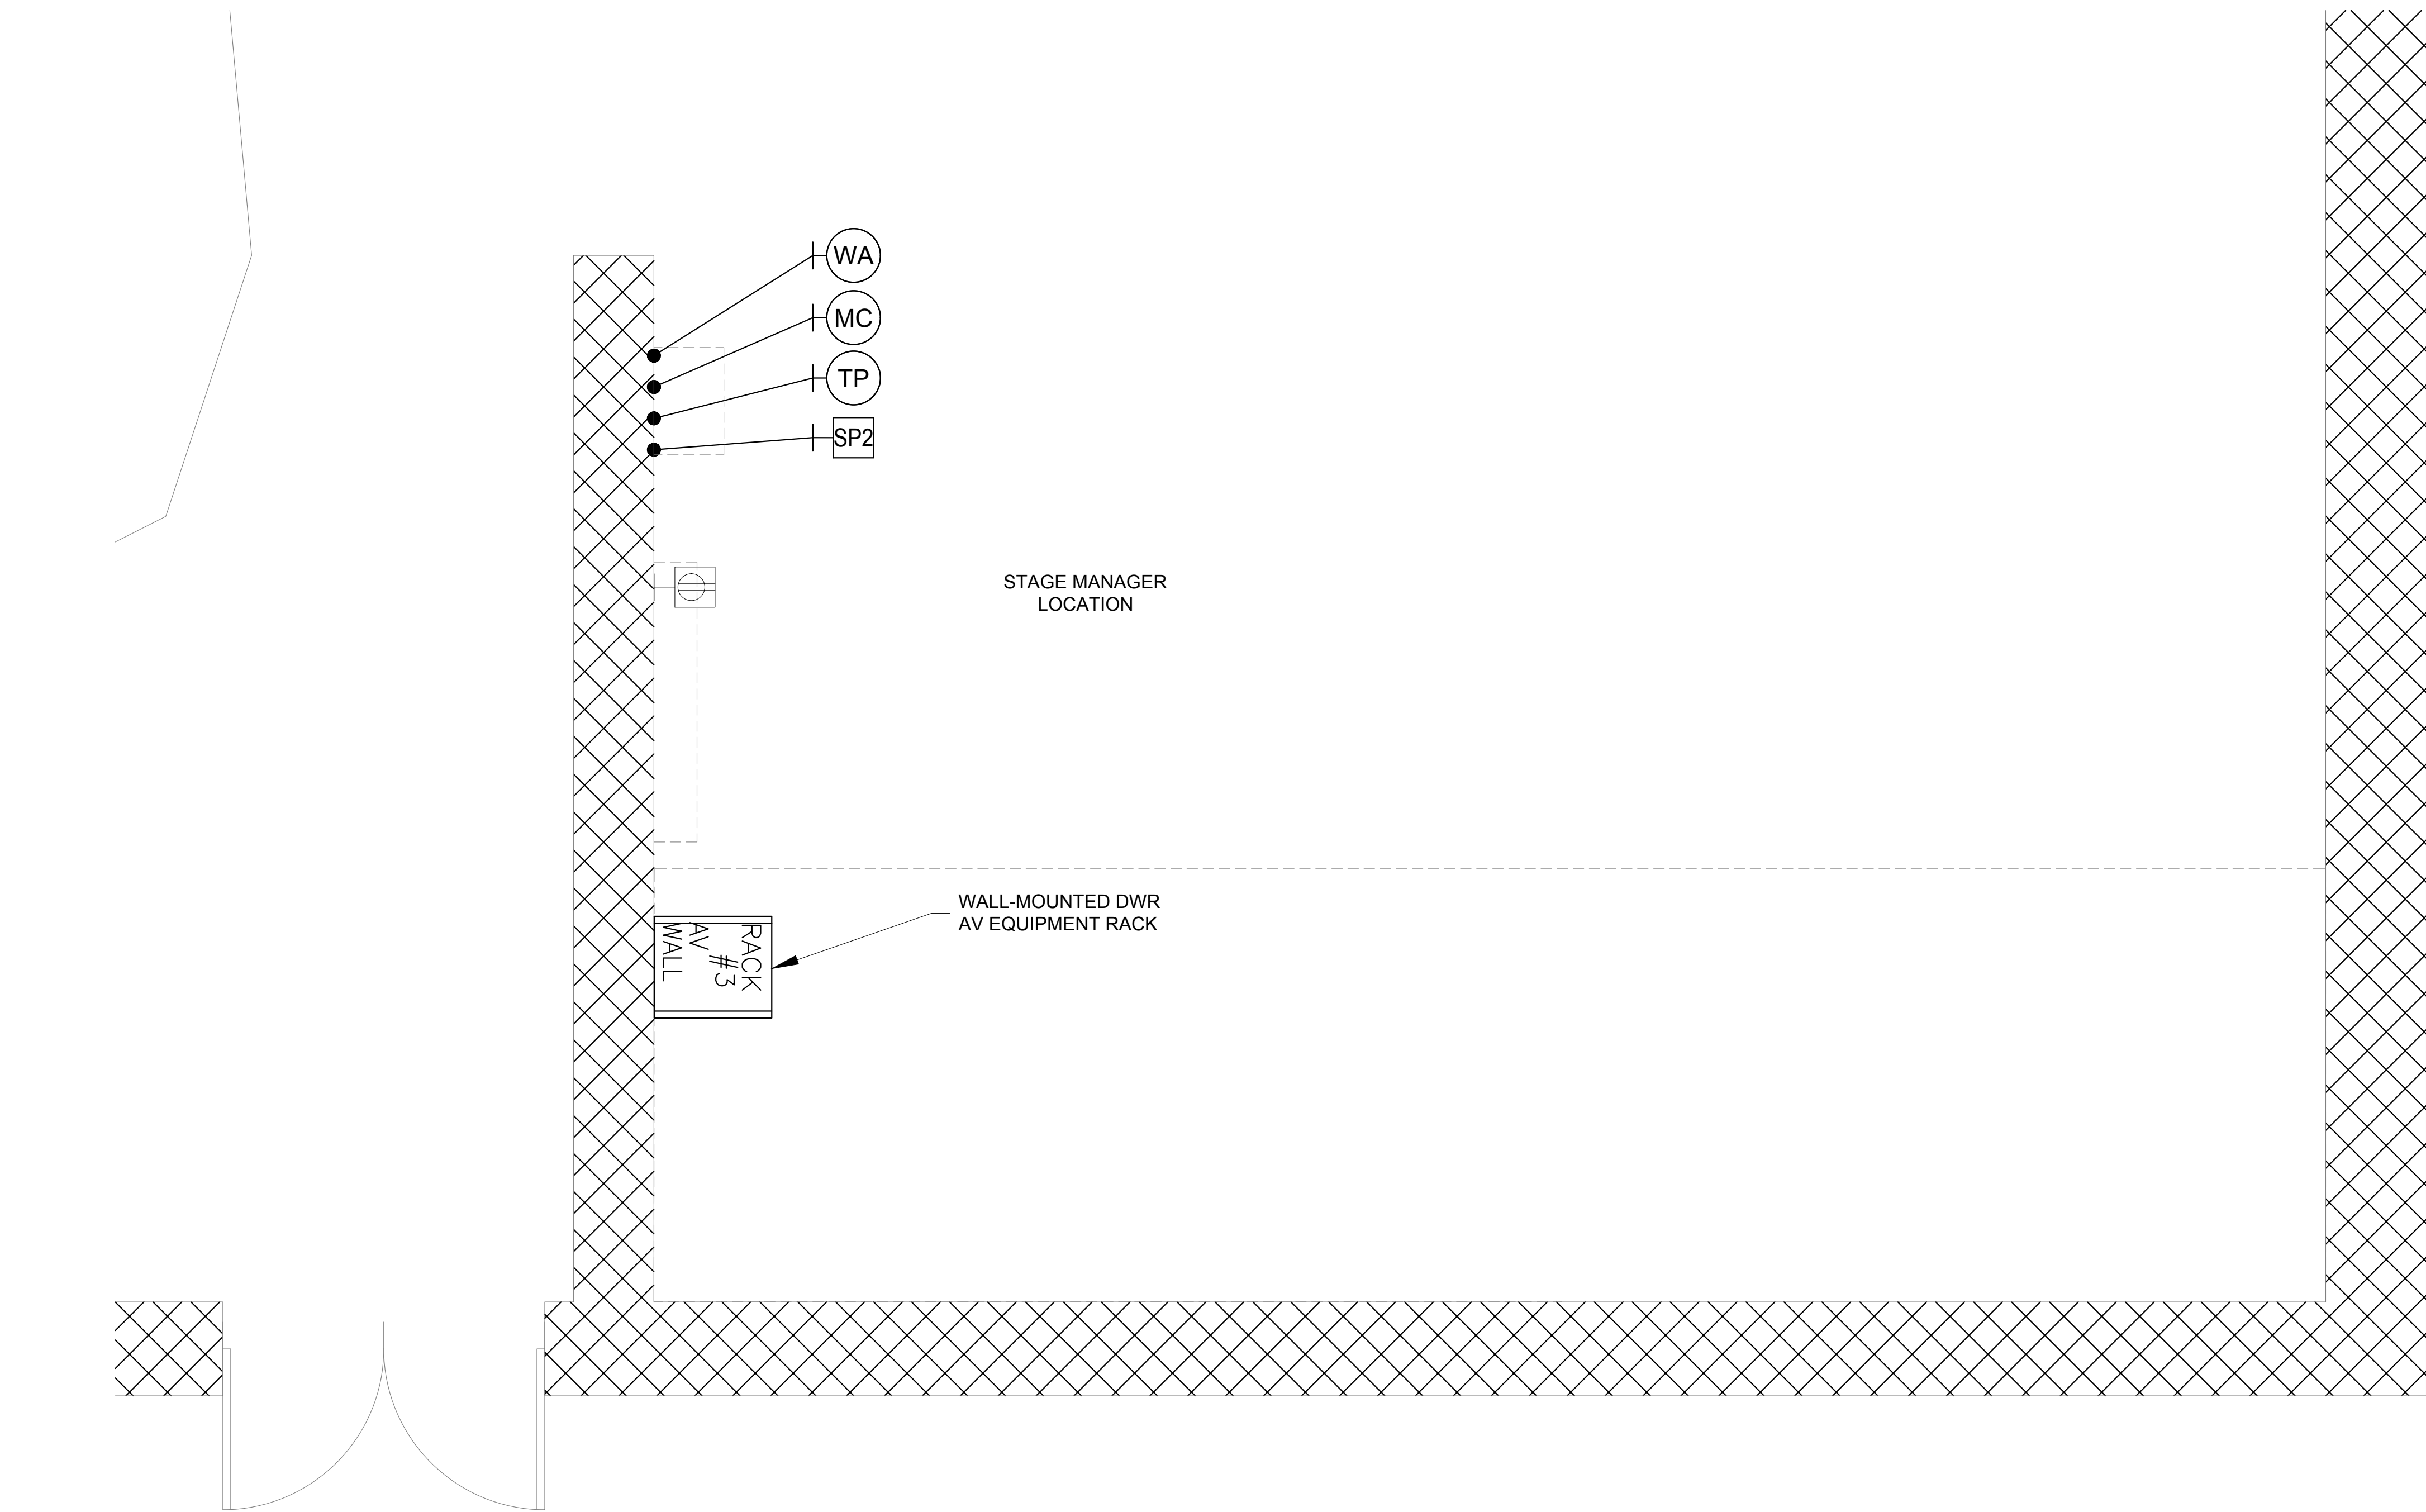 WA
MC
TP
SP2
STAGE MANAGER
LOCATION
WALL-MOUNTED DWR
AV EQUIPMENT RACK
RACK
#3
AV
WALL